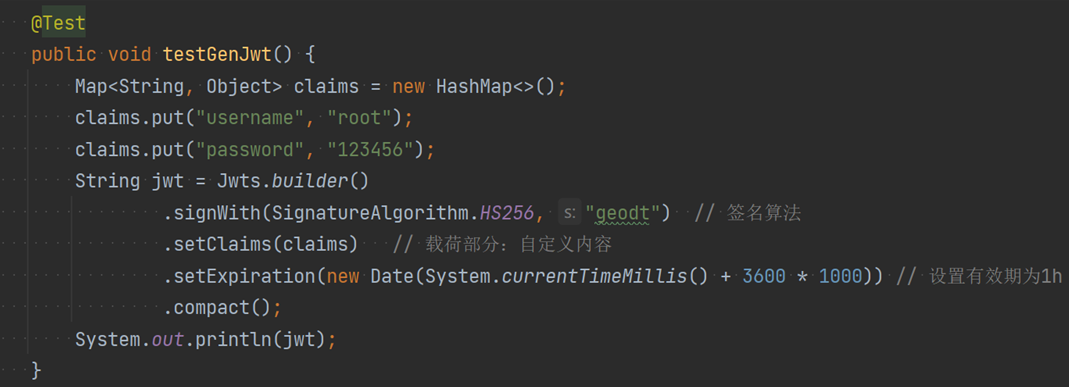 @Test
public void testGenJwt() {
Map<String, Object> claims = new HashMap<>();
claims.put("username", "root");
claims.put("password", "123456");
String jwt = Jwts.builder()
.signWith(SignatureAlgorithm.HS256, s: "geodt") // 签名算法
.setClaims(claims) // 载荷部分：自定义内容
.setExpiration(new Date(System.currentTimeMillis() + 3600 * 1000)) // 设置有效期为1h
.compact();
System.out.println(jwt);
}